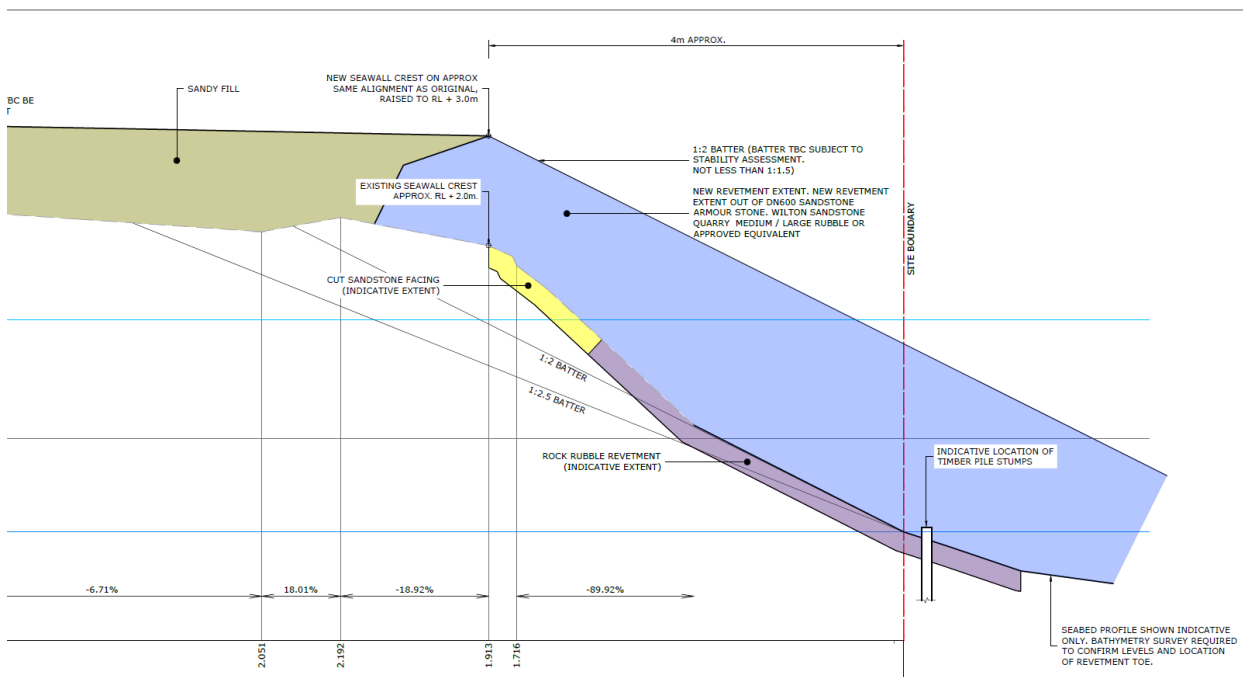 4m APPROX.
NEW SEAWALL CREST ON APPROX
SAME ALIGNMENT AS ORIGINAL,
RAISED TO RL + 3.0m
SANDY FILL
TBC BE
T
1:2 BATTER (BATTER TBC SUBJECT TO
STABILITY ASSESSMENT.
NOT LESS THAN 1:1.5)
EXISTING SEAWALL CREST
APPROX. RL + 2.0m.
NEW REVETMENT EXTENT. NEW REVETMENT
EXTENT OUT OF DN600 SANDSTONE
ARMOUR STONE. WILTON SANDSTONE
QUARRY MEDIUM / LARGE RUBBLE OR
APPROVED EQUIVALENT
SITE BOUNDARY
CUT SANDSTONE FACING
(INDICATIVE EXTENT)
1:2 BATTER
1:2.5 BATTER
ROCK RUBBLE REVETMENT
(INDICATIVE EXTENT)
INDICATIVE LOCATION OF
TIMBER PILE STUMPS
-6.71%
18.01%
-18.92%
-89.92%
2.051
2.192
1.913
1.716
SEABED PROFILE SHOWN INDICATIVE
ONLY. BATHYMETRY SURVEY REQUIRED
TO CONFIRM LEVELS AND LOCATION
OF REVETMENT TOE.